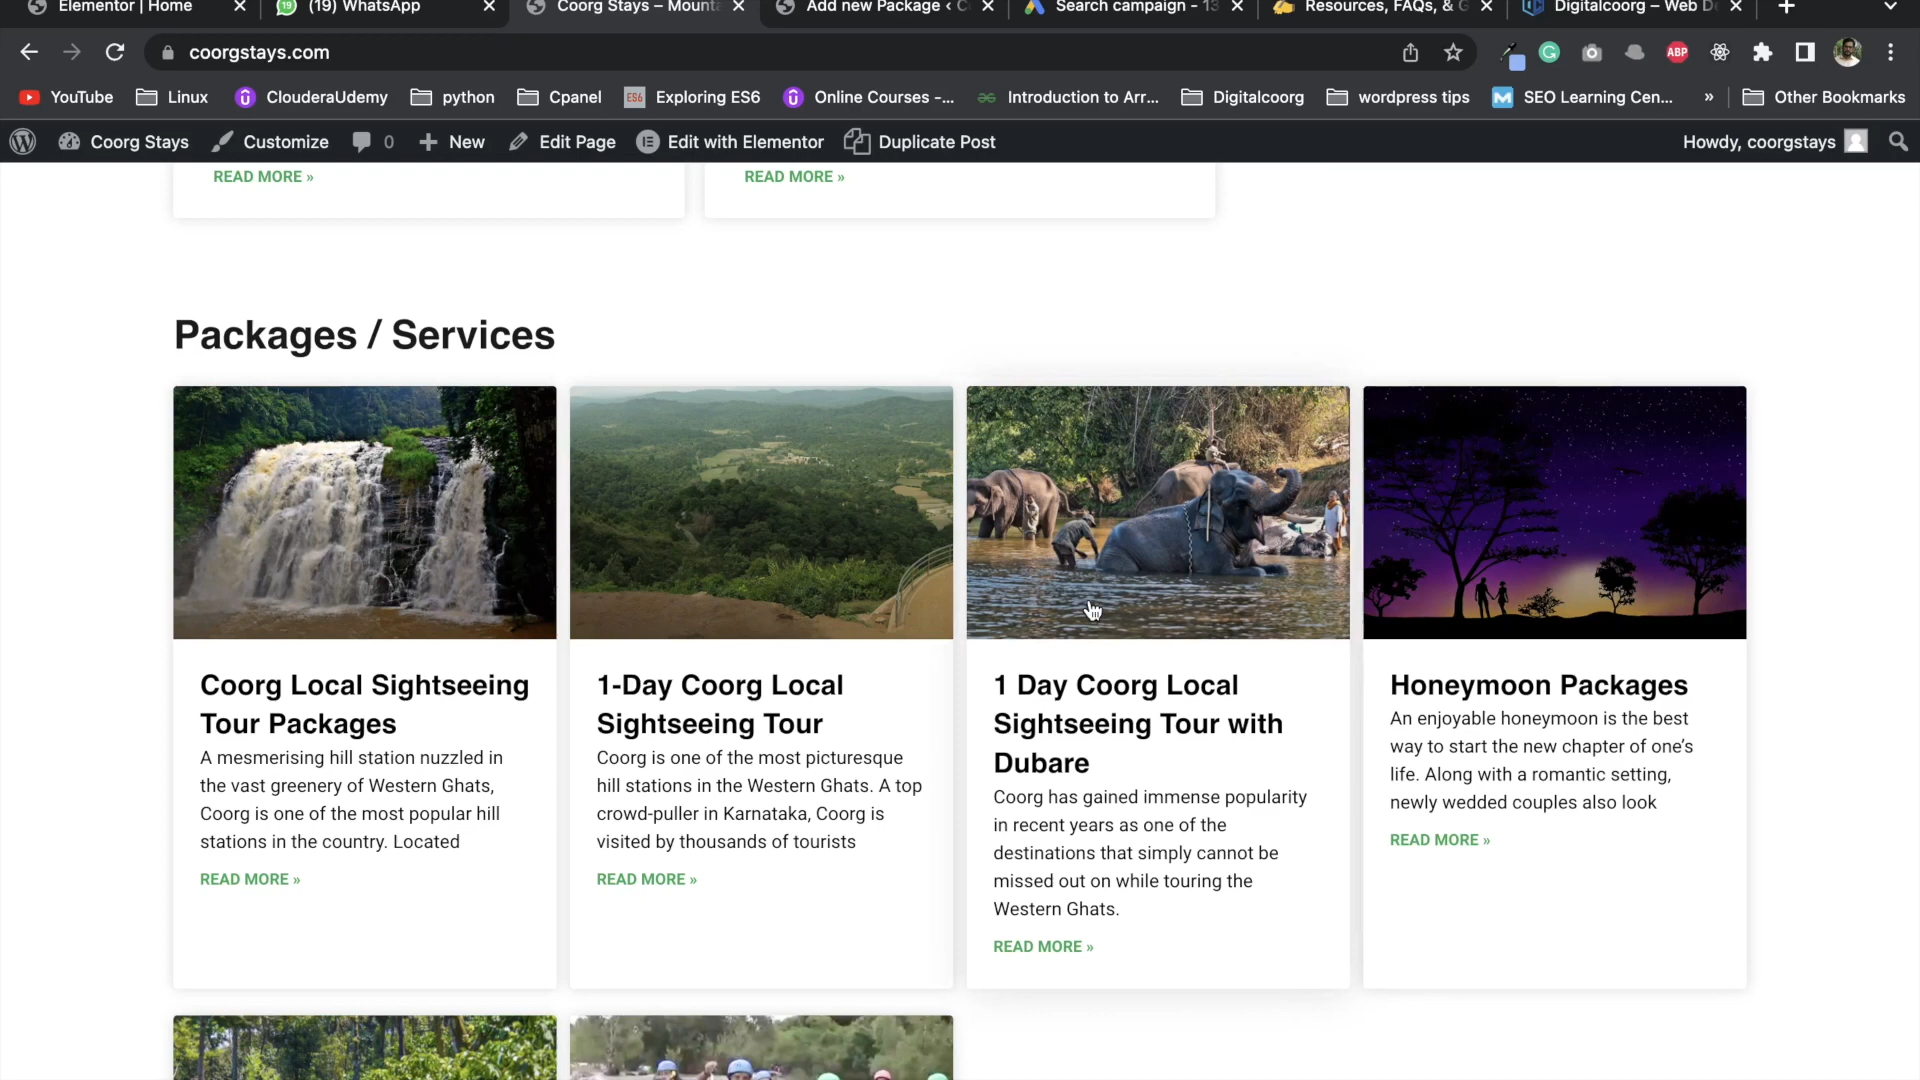 Elementor | Home
(19) WhatsApp
Coorg Stays – Mount
Add new Package ‹ C
Search campaign - 13
Resources, FAQs, & G
Digitalcoorg – Web D
coorgstays.com
ABP
YouTube
Linux
ClouderaUdemy
python
Cpanel
ES6
Exploring ES6
Online Courses -...
Introduction to Arr...
Digitalcoorg
wordpress tips
SEO Learning Cen...
»
Other Bookmarks
Coorg Stays
Customize
0
New
Edit Page
Edit with Elementor
Duplicate Post
Howdy, coorgstays
READ MORE »
READ MORE »
Packages / Services
Coorg Local Sightseeing
Tour Packages
A mesmerising hill station nuzzled in
the vast greenery of Western Ghats,
Coorg is one of the most popular hill
stations in the country. Located
READ MORE »
1-Day Coorg Local
Sightseeing Tour
Coorg is one of the most picturesque
hill stations in the Western Ghats. A top
crowd-puller in Karnataka, Coorg is
visited by thousands of tourists
READ MORE »
1 Day Coorg Local
Sightseeing Tour with
Dubare
Coorg has gained immense popularity
in recent years as one of the
destinations that simply cannot be
missed out on while touring the
Western Ghats.
READ MORE »
Honeymoon Packages
An enjoyable honeymoon is the best
way to start the new chapter of one’s
life. Along with a romantic setting,
newly wedded couples also look
READ MORE »